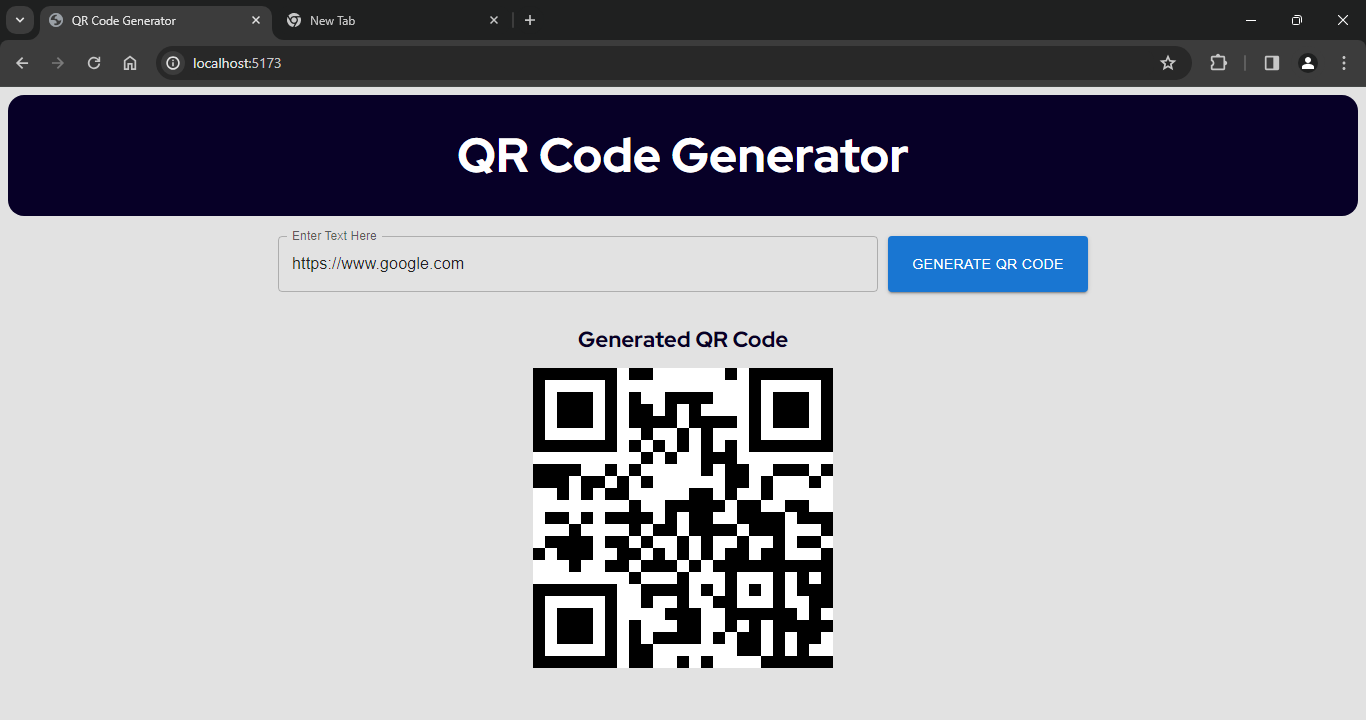 QR Code Generator
New Tab
localhost:5173
QR Code Generator
Enter Text Here
https://www.google.com
GENERATE QR CODE
Generated QR Code